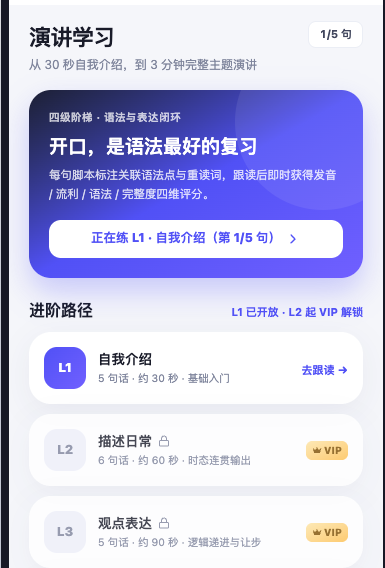 演讲学习
1/5 句
从 30 秒自我介绍，到 3 分钟完整主题演讲
四级阶梯 · 语法与表达闭环
开口，是语法最好的复习
每句脚本标注关联语法点与重读词，跟读后即时获得发音
/ 流利 / 语法 / 完整度四维评分。
正在练 L1 · 自我介绍（第 1/5 句）
进阶路径
L1 已开放 · L2 起 VIP 解锁
L1
自我介绍
5 句话 · 约 30 秒 · 基础入门
去跟读 →
L2
描述日常
6 句话 · 约 60 秒 · 时态连贯输出
VIP
L3
观点表达
5 句话 · 约 90 秒 · 逻辑递进与让步
VIP